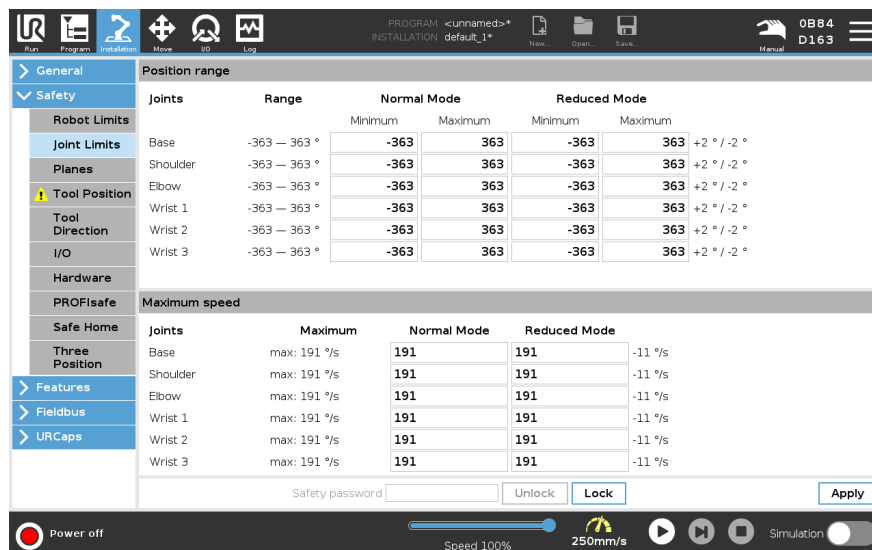 PROGRAM <unnamed>*
INSTALLATION default_1*
Run Program Installation Move I/O Log New... Open... Save... Manual
0B84
D163
General
Safety
Robot Limits
Joint Limits
Planes
Tool Position
Tool
Direction
I/O
Hardware
PROFIsafe
Safe Home
Three
Position
Features
Fieldbus
URCaps
Position range
Joints Range Normal Mode Reduced Mode
Minimum Maximum Minimum Maximum
Base -363 — 363 ° -363 363 -363 363 +2 ° / -2 °
Shoulder -363 — 363 ° -363 363 -363 363 +2 ° / -2 °
Elbow -363 — 363 ° -363 363 -363 363 +2 ° / -2 °
Wrist 1 -363 — 363 ° -363 363 -363 363 +2 ° / -2 °
Wrist 2 -363 — 363 ° -363 363 -363 363 +2 ° / -2 °
Wrist 3 -363 — 363 ° -363 363 -363 363 +2 ° / -2 °
Maximum speed
Joints Maximum Normal Mode Reduced Mode
Base max: 191 °/s 191 191 -11 °/s
Shoulder max: 191 °/s 191 191 -11 °/s
Elbow max: 191 °/s 191 191 -11 °/s
Wrist 1 max: 191 °/s 191 191 -11 °/s
Wrist 2 max: 191 °/s 191 191 -11 °/s
Wrist 3 max: 191 °/s 191 191 -11 °/s
Safety password Unlock Lock Apply
Power off
Speed 100%
250mm/s
Simulation